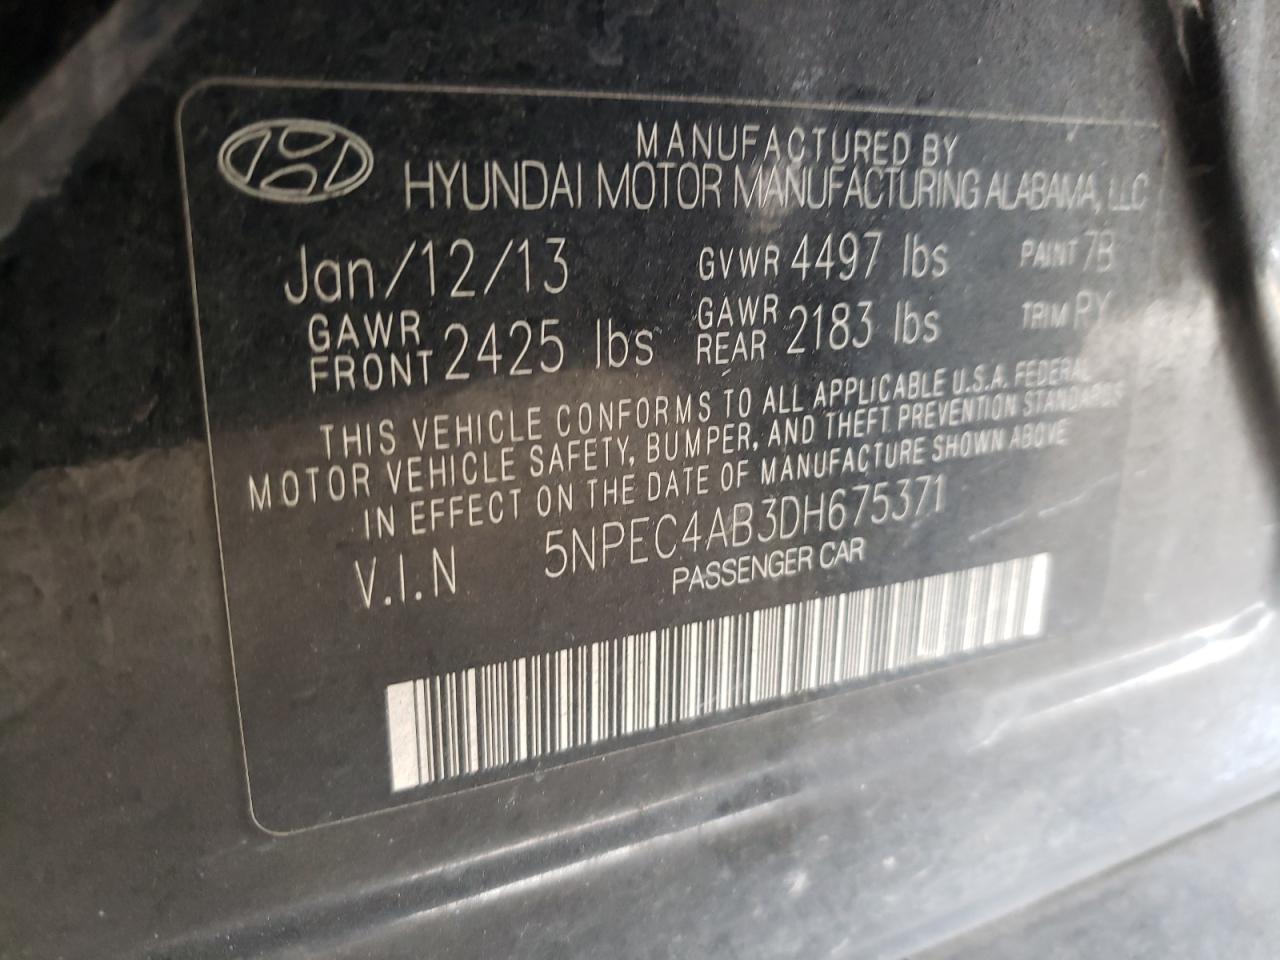 MANUFACTURED BY
HYUNDAI MOTOR MANUFACTURING ALABAMA, LLC
Jan/12/13 GVWR 4497 lbs PAINT 7B
GAWR FRONT 2425 lbs GAWR REAR 2183 lbs TRIM PY
THIS VEHICLE CONFORMS TO ALL APPLICABLE U.S.A. FEDERAL
MOTOR VEHICLE SAFETY, BUMPER, AND THEFT PREVENTION STANDARDS
IN EFFECT ON THE DATE OF MANUFACTURE SHOWN ABOVE
V.I.N 5NPEC4AB3DH675371
PASSENGER CAR